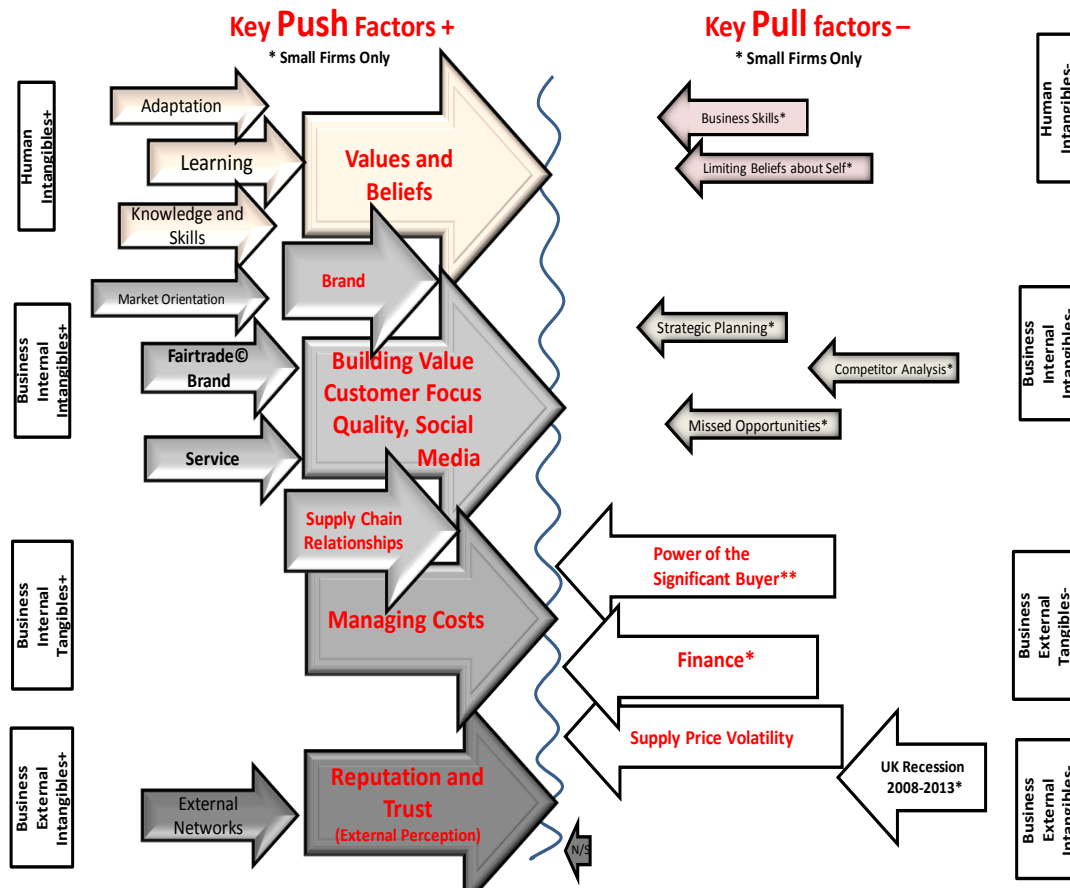 Key Push Factors +
* Small Firms Only
Key Pull factors –
* Small Firms Only
Human
Intangibles+
Adaptation
Learning
Knowledge and
Skills
Values and
Beliefs
Business Skills*
Limiting Beliefs about Self*
Human
Intangibles-
Business
Internal
Intangibles+
Market Orientation
Fairtrade©
Brand
Service
Brand
Building Value
Customer Focus
Quality, Social
Media
Strategic Planning*
Competitor Analysis*
Missed Opportunities*
Business
Internal
Intangibles-
Business
Internal
Tangibles+
Supply Chain
Relationships
Managing Costs
Power of the
Significant Buyer**
Finance*
Supply Price Volatility
Business
External
Tangibles-
Business
External
Intangibles+
External
Networks
Reputation and
Trust
(External Perception)
N/S
UK Recession
2008-2013*
Business
External
Intangibles-